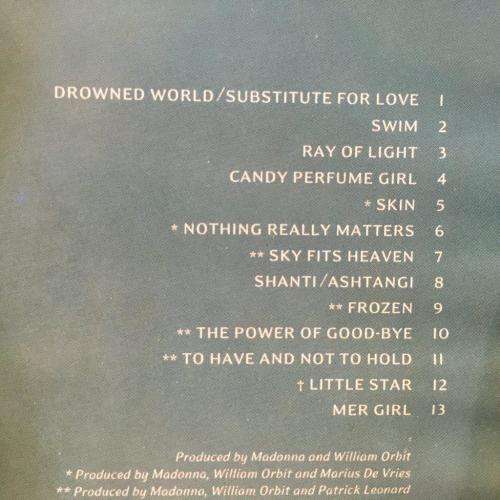 DROWNED WORLD/SUBSTITUTE FOR LOVE 1
SWIM 2
RAY OF LIGHT 3
CANDY PERFUME GIRL 4
* SKIN 5
* NOTHING REALLY MATTERS 6
** SKY FITS HEAVEN 7
SHANTI/ASHTANGI 8
** FROZEN 9
** THE POWER OF GOOD-BYE 10
** TO HAVE AND NOT TO HOLD 11
† LITTLE STAR 12
MER GIRL 13
Produced by Madonna and William Orbit
* Produced by Madonna, William Orbit and Marius De Vries
** Produced by Madonna, William Orbit and Patrick Leonard